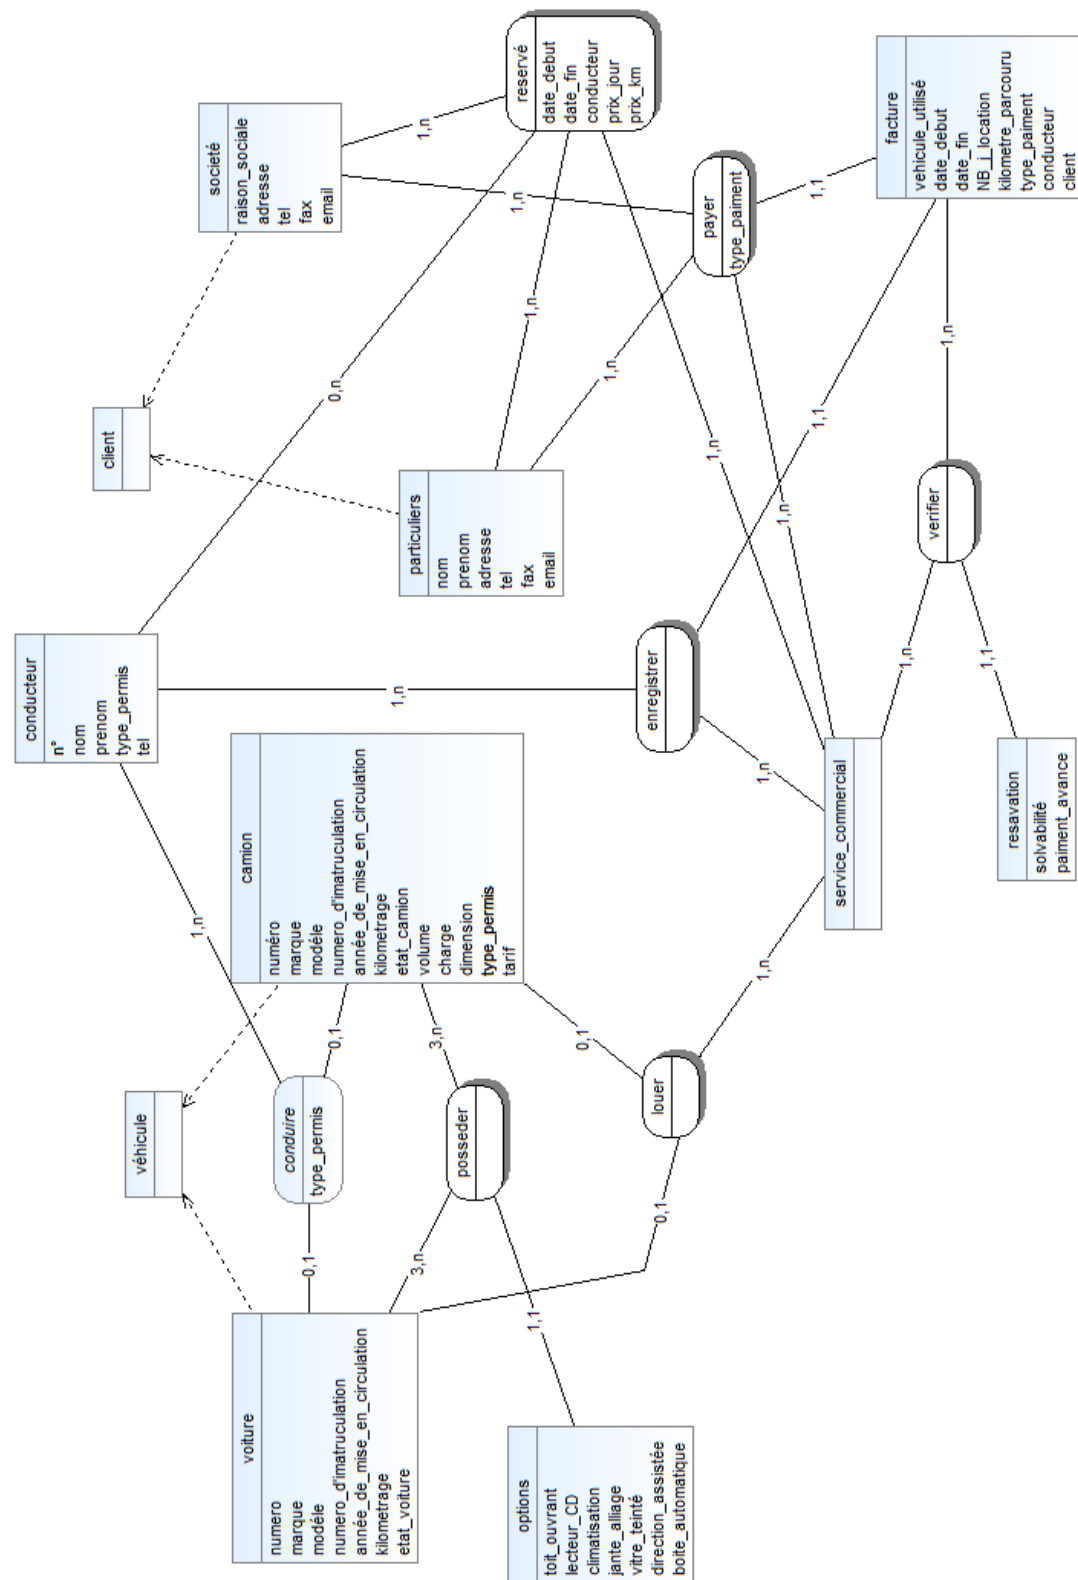 conducteur
n°
nom
prenom
type_permis
tel
client
véhicule
societé
raison_sociale
adresse
tel
fax
email
voiture
numero
marque
modéle
numero_d'imatruculation
année_de_mise_en_circulation
kilometrage
etat_voiture
camion
numéro
marque
modéle
numero_d'imatruculation
année_de_mise_en_circulation
kilometrage
etat_camion
volume
charge
dimension
type_permis
tarif
conduire
type_permis
1,n
0,1
0,1
0,n
1,n
particuliers
nom
prenom
adresse
tel
fax
email
reservé
date_debut
date_fin
conducteur
prix_jour
prix_km
posseder
3,n
3,n
1,1
1,n
1,n
1,n
1,n
options
toit_ouvrant
lecteur_CD
climatisation
jante_alliage
vitre_teinté
direction_assistée
boite_automatique
louer
0,1
0,1
1,n
enregistrer
1,n
1,n
1,1
payer
type_paiment
1,1
1,n
service_commercial
facture
vehicule_utilisé
date_debut
date_fin
NB_j_location
kilometre_parcouru
type_paiment
conducteur
client
verifier
1,n
1,n
1,1
resavation
solvabilité
paiment_avance